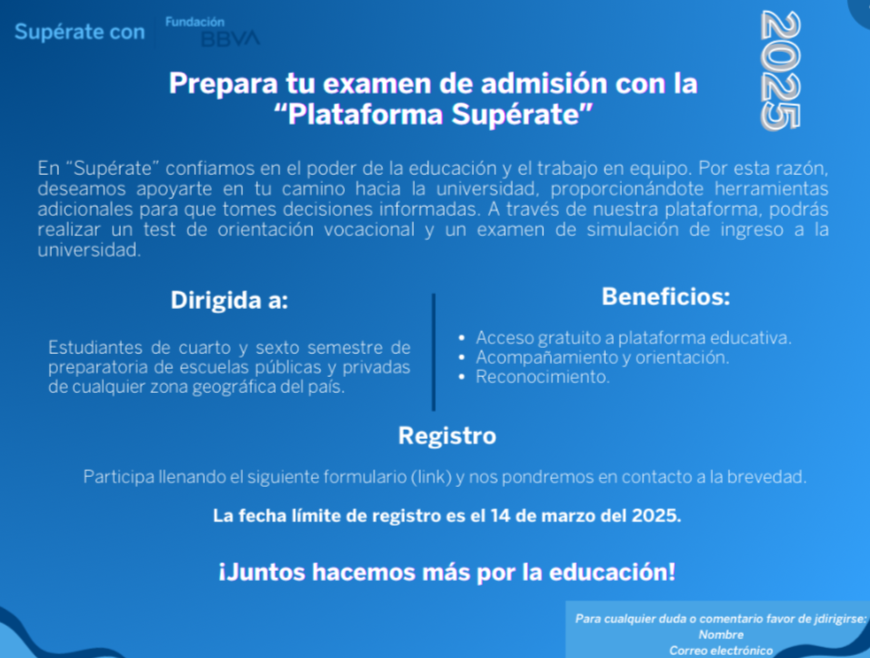 Supérate con
Fundación
BBVA
2025
Prepara tu examen de admisión con la
“Plataforma Supérate”
En “Supérate” confiamos en el poder de la educación y el trabajo en equipo. Por esta razón,
deseamos apoyarte en tu camino hacia la universidad, proporcionándote herramientas
adicionales para que tomes decisiones informadas. A través de nuestra plataforma, podrás
realizar un test de orientación vocacional y un examen de simulación de ingreso a la
universidad.
Dirigida a:
Estudiantes de cuarto y sexto semestre de
preparatoria de escuelas públicas y privadas
de cualquier zona geográfica del país.
Beneficios:
• Acceso gratuito a plataforma educativa.
• Acompañamiento y orientación.
• Reconocimiento.
Registro
Participa llenando el siguiente formulario (link) y nos pondremos en contacto a la brevedad.
La fecha límite de registro es el 14 de marzo del 2025.
¡Juntos hacemos más por la educación!
Para cualquier duda o comentario favor de jdirigirse:
Nombre
Correo electrónico